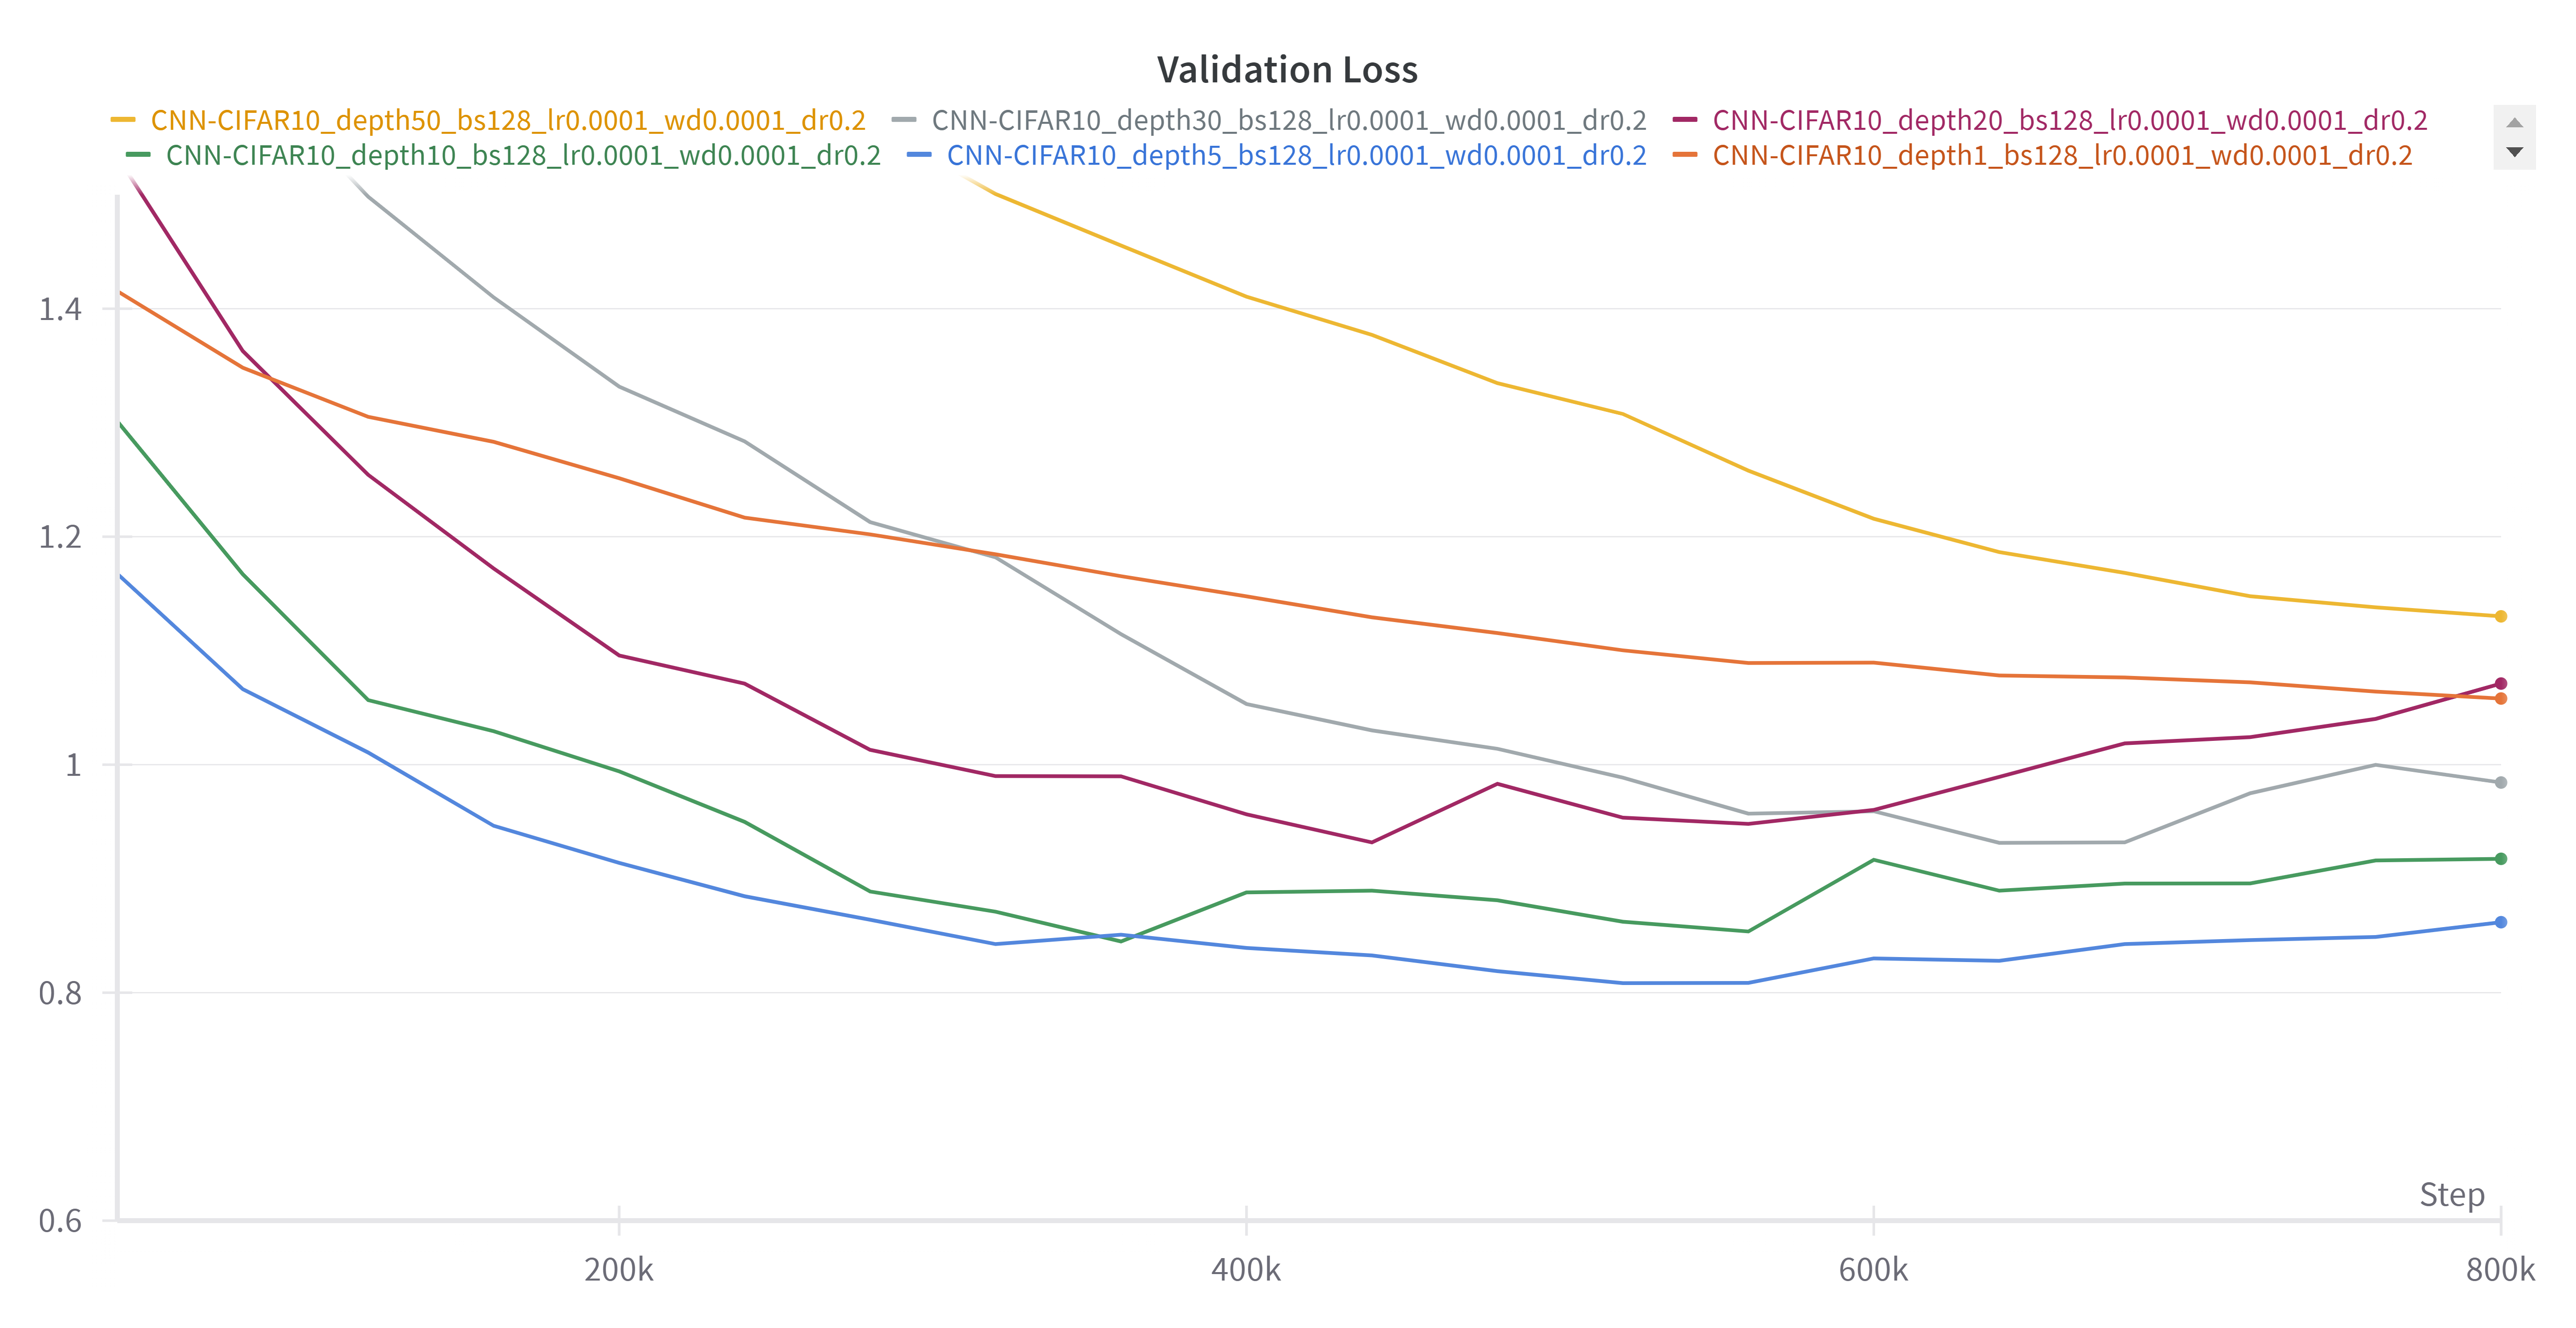 Validation Loss
CNN-CIFAR10_depth50_bs128_lr0.0001_wd0.0001_dr0.2 CNN-CIFAR10_depth30_bs128_lr0.0001_wd0.0001_dr0.2 CNN-CIFAR10_depth20_bs128_lr0.0001_wd0.0001_dr0.2
CNN-CIFAR10_depth10_bs128_lr0.0001_wd0.0001_dr0.2 CNN-CIFAR10_depth5_bs128_lr0.0001_wd0.0001_dr0.2 CNN-CIFAR10_depth1_bs128_lr0.0001_wd0.0001_dr0.2
1.4
1.2
1
0.8
Step
0.6
200k 400k 600k 800k